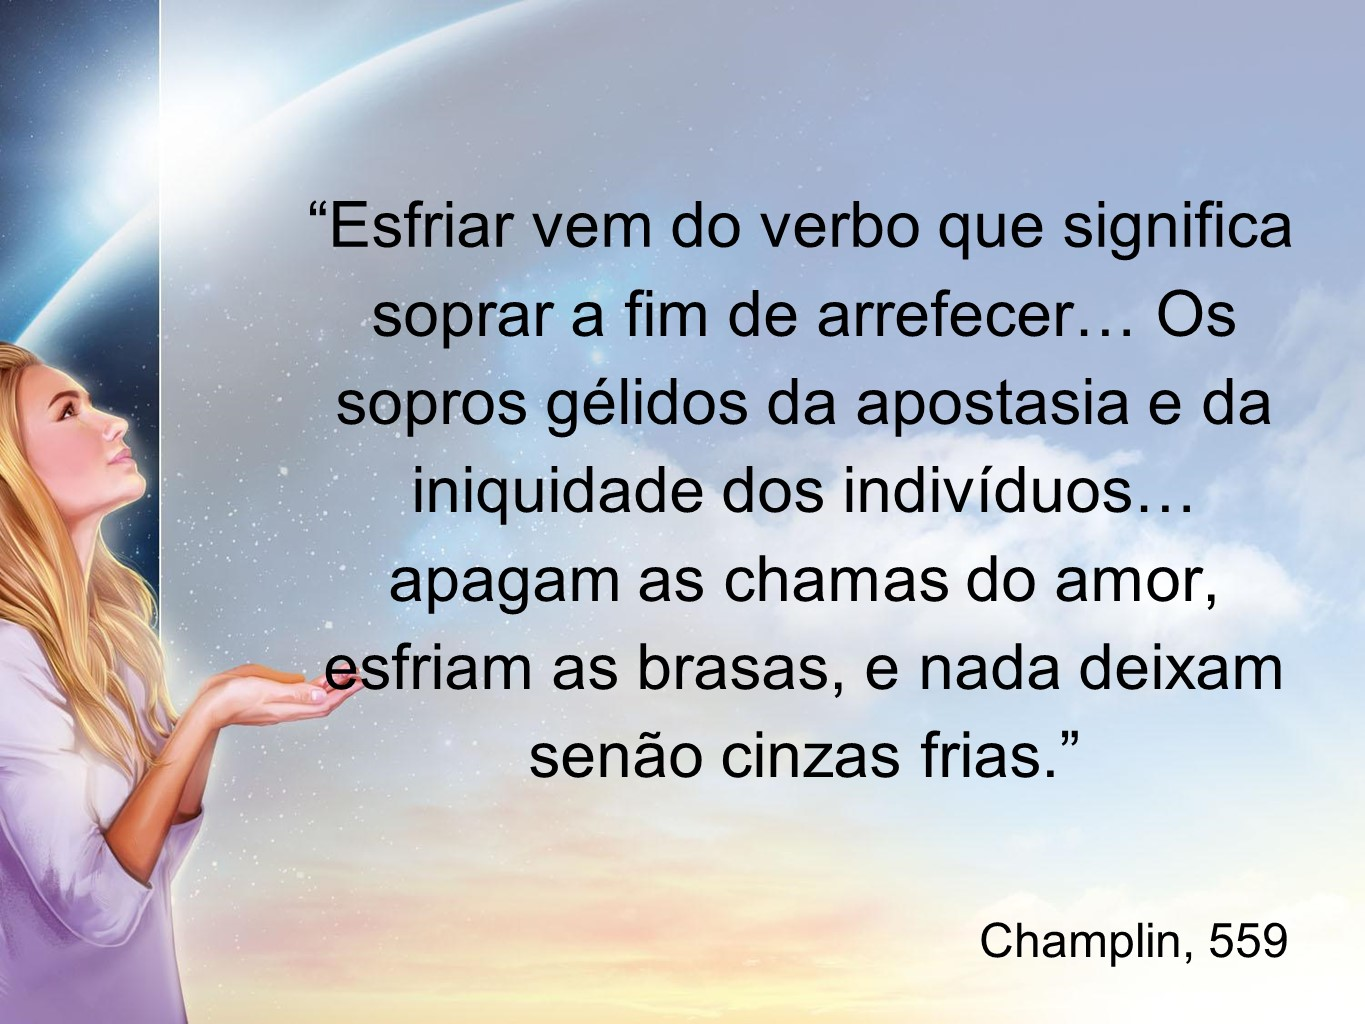 “Esfriar vem do verbo que significa
soprar a fim de arrefecer… Os
sopros gélidos da apostasia e da
iniquidade dos indivíduos…
apagam as chamas do amor,
esfriam as brasas, e nada deixam
senão cinzas frias.”
Champlin, 559